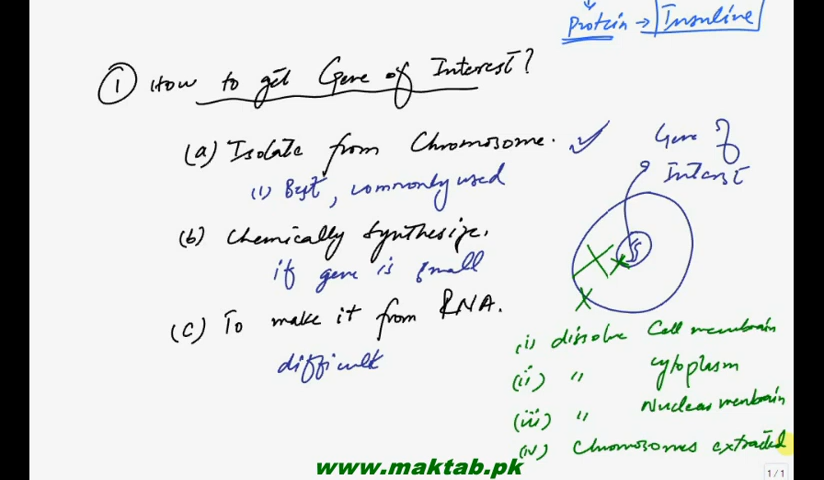 Protein → Insuline
① How to get Gene of Interest?
(a) Isolate from Chromosome. ✓
(1) Best, commonly used
Gene of
Interst
(b) Chemically Synthesize.
if gene is small
(c) To make it from RNA.
difficult
(i) dissolve Cell membrain
(ii) " cytoplasm
(iii) " Nuclear membrain
(iv) Chromosomes extracted
www.maktab.pk
1/1